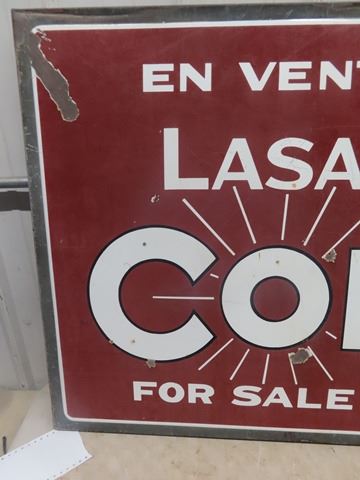 EN VENT
LASA
CO
FOR SALE